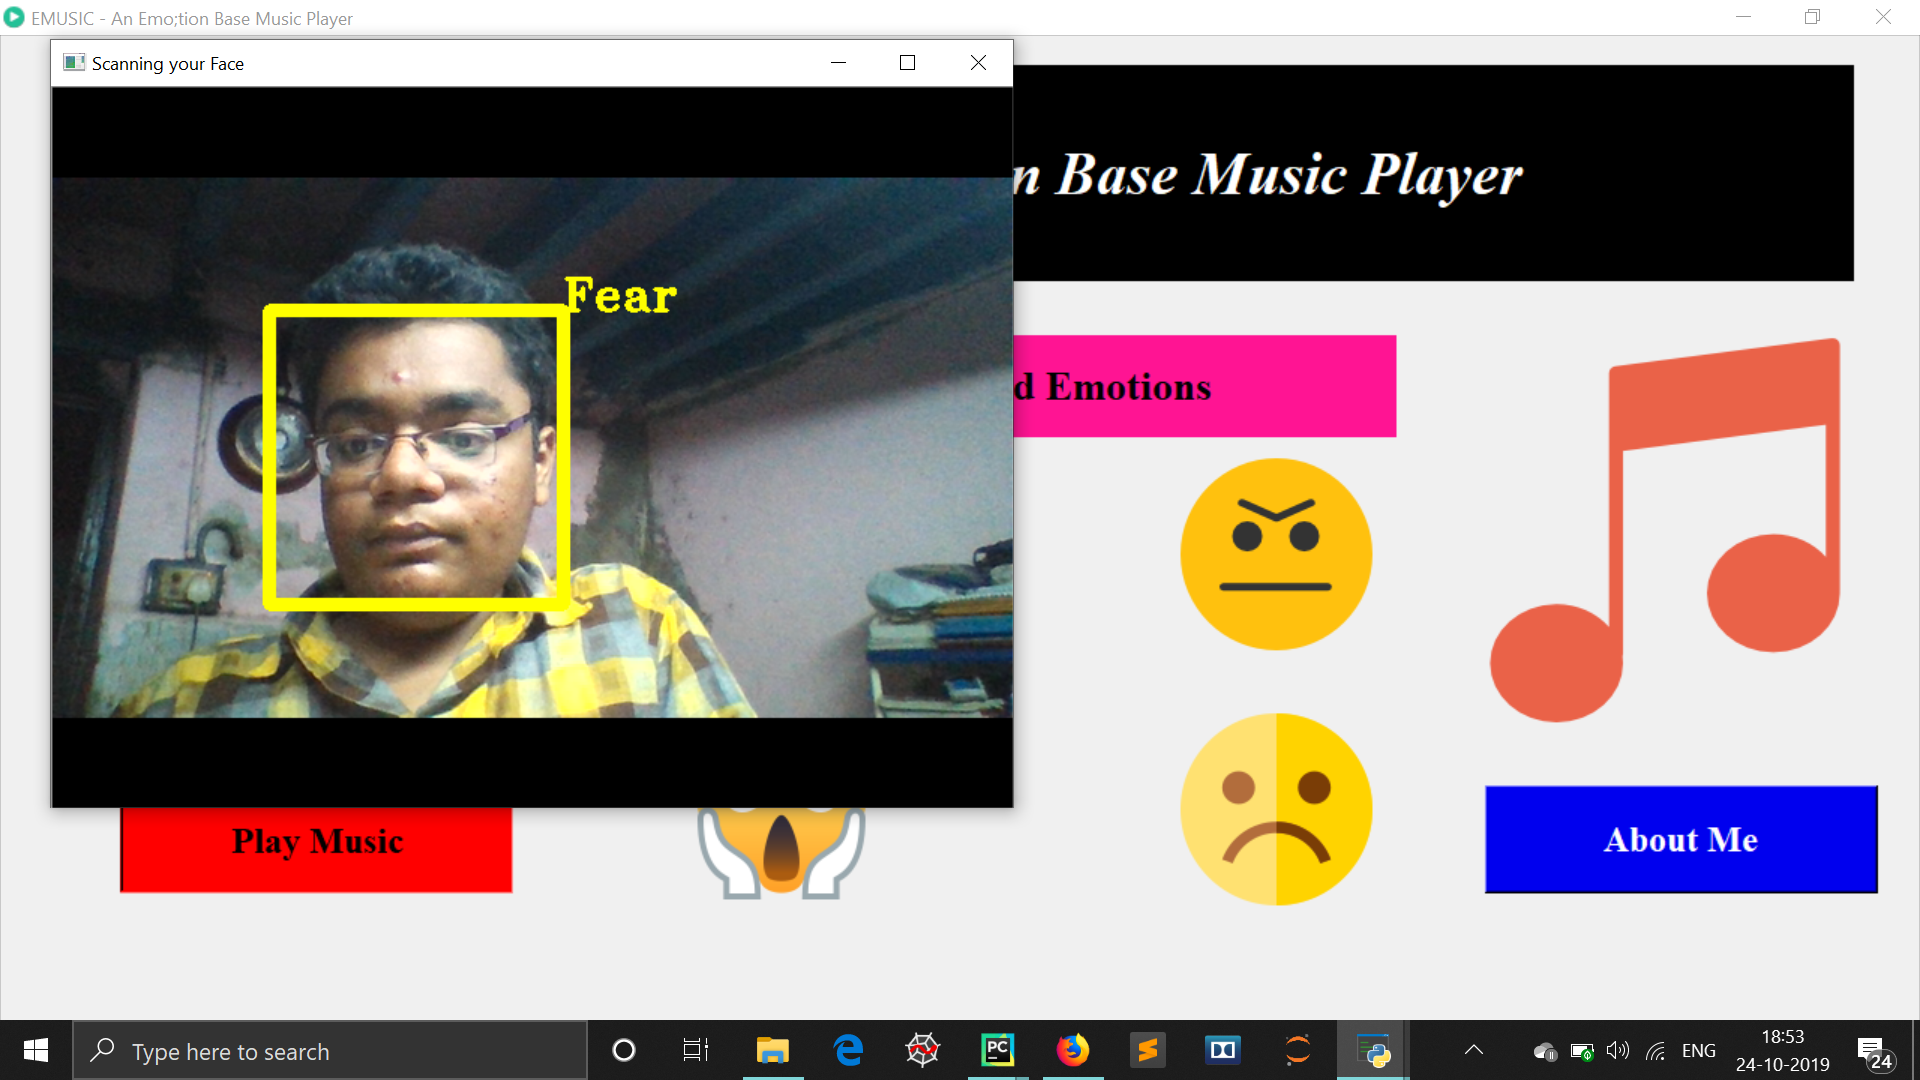 EMUSIC - An Emo;tion Base Music Player
Scanning your Face
n Base Music Player
Fear
d Emotions
Play Music
About Me
Type here to search
PC
ENG
18:53
24-10-2019
24